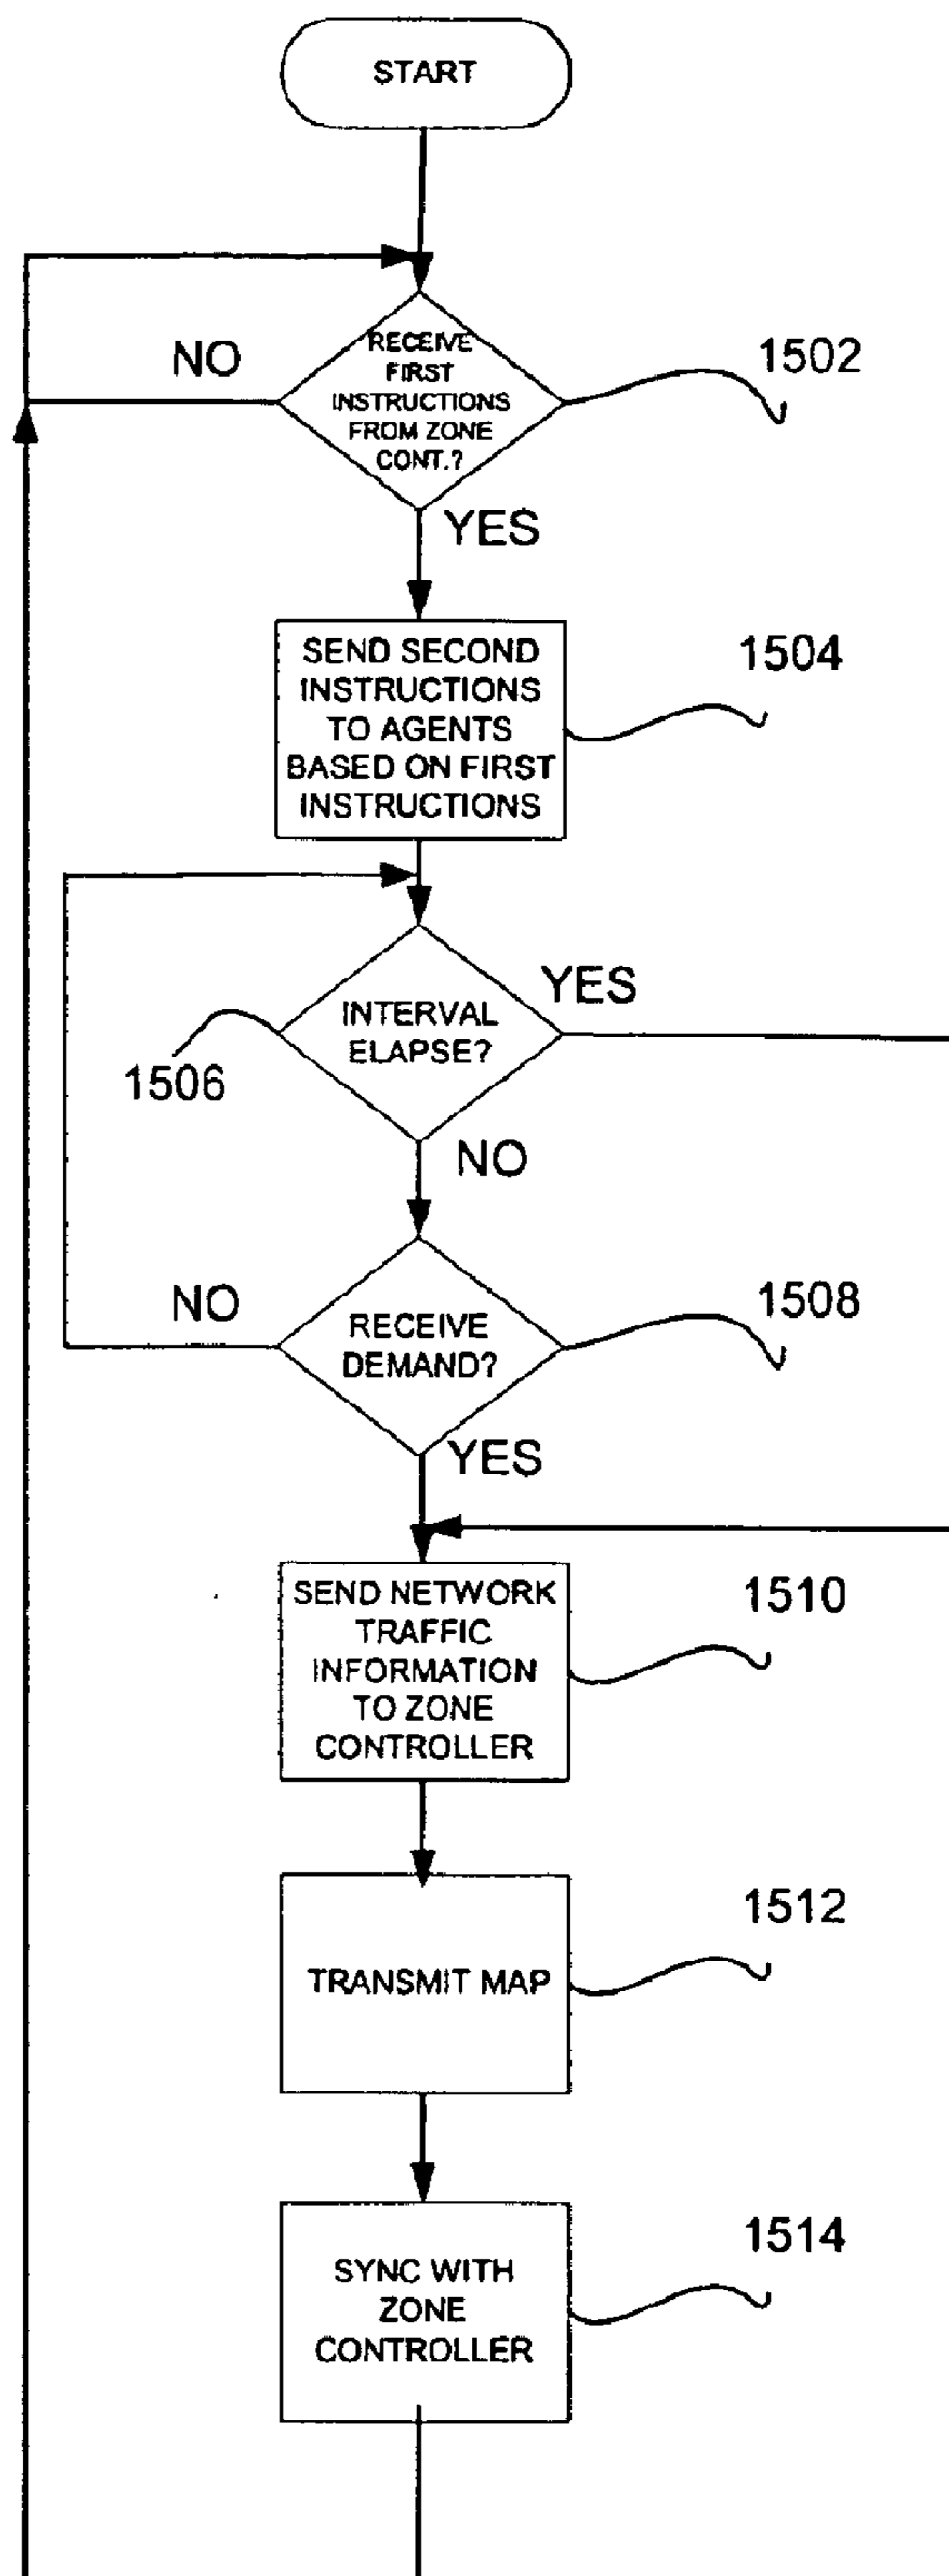 START
NO
RECEIVE
FIRST
INSTRUCTIONS
FROM ZONE
CONT.?
1502
YES
SEND SECOND
INSTRUCTIONS
TO AGENTS
BASED ON FIRST
INSTRUCTIONS
1504
INTERVAL
ELAPSE?
YES
1506
NO
NO
RECEIVE
DEMAND?
1508
YES
SEND NETWORK
TRAFFIC
INFORMATION
TO ZONE
CONTROLLER
1510
TRANSMIT MAP
1512
SYNC WITH
ZONE
CONTROLLER
1514